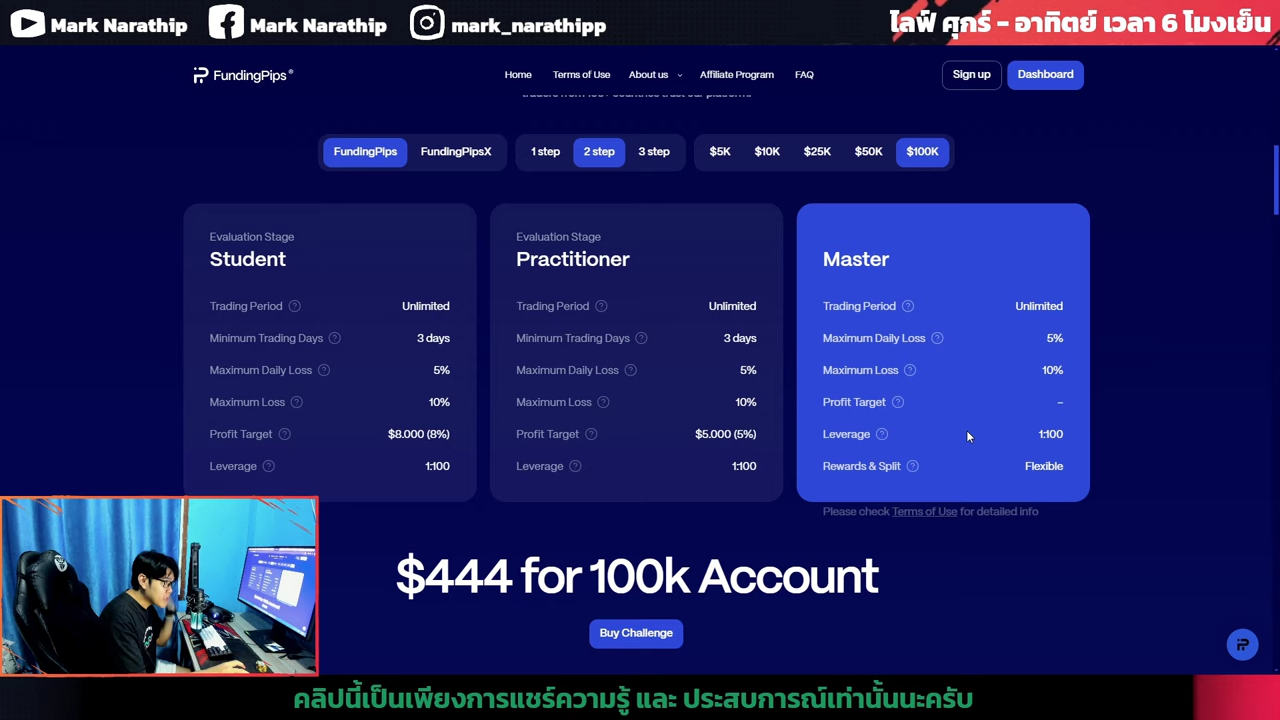 Mark Narathip Mark Narathip mark_narathipp ไลฟ์ ศุกร์ - อาทิตย์ เวลา 6 โมงเย็น
FundingPips® Home Terms of Use About us Affiliate Program FAQ Sign up Dashboard
FundingPips FundingPipsX 1 step 2 step 3 step $5K $10K $25K $50K $100K
Evaluation Stage
Student
Trading Period ? Unlimited
Minimum Trading Days ? 3 days
Maximum Daily Loss ? 5%
Maximum Loss ? 10%
Profit Target ? $8.000 (8%)
Leverage ? 1:100
Evaluation Stage
Practitioner
Trading Period ? Unlimited
Minimum Trading Days ? 3 days
Maximum Daily Loss ? 5%
Maximum Loss ? 10%
Profit Target ? $5.000 (5%)
Leverage ? 1:100
Master
Trading Period ? Unlimited
Maximum Daily Loss ? 5%
Maximum Loss ? 10%
Profit Target ? –
Leverage ? 1:100
Rewards & Split ? Flexible
Please check Terms of Use for detailed info
$444 for 100k Account
Buy Challenge
คลิปนี้เป็นเพียงการแชร์ความรู้ และ ประสบการณ์เท่านั้นนะครับ